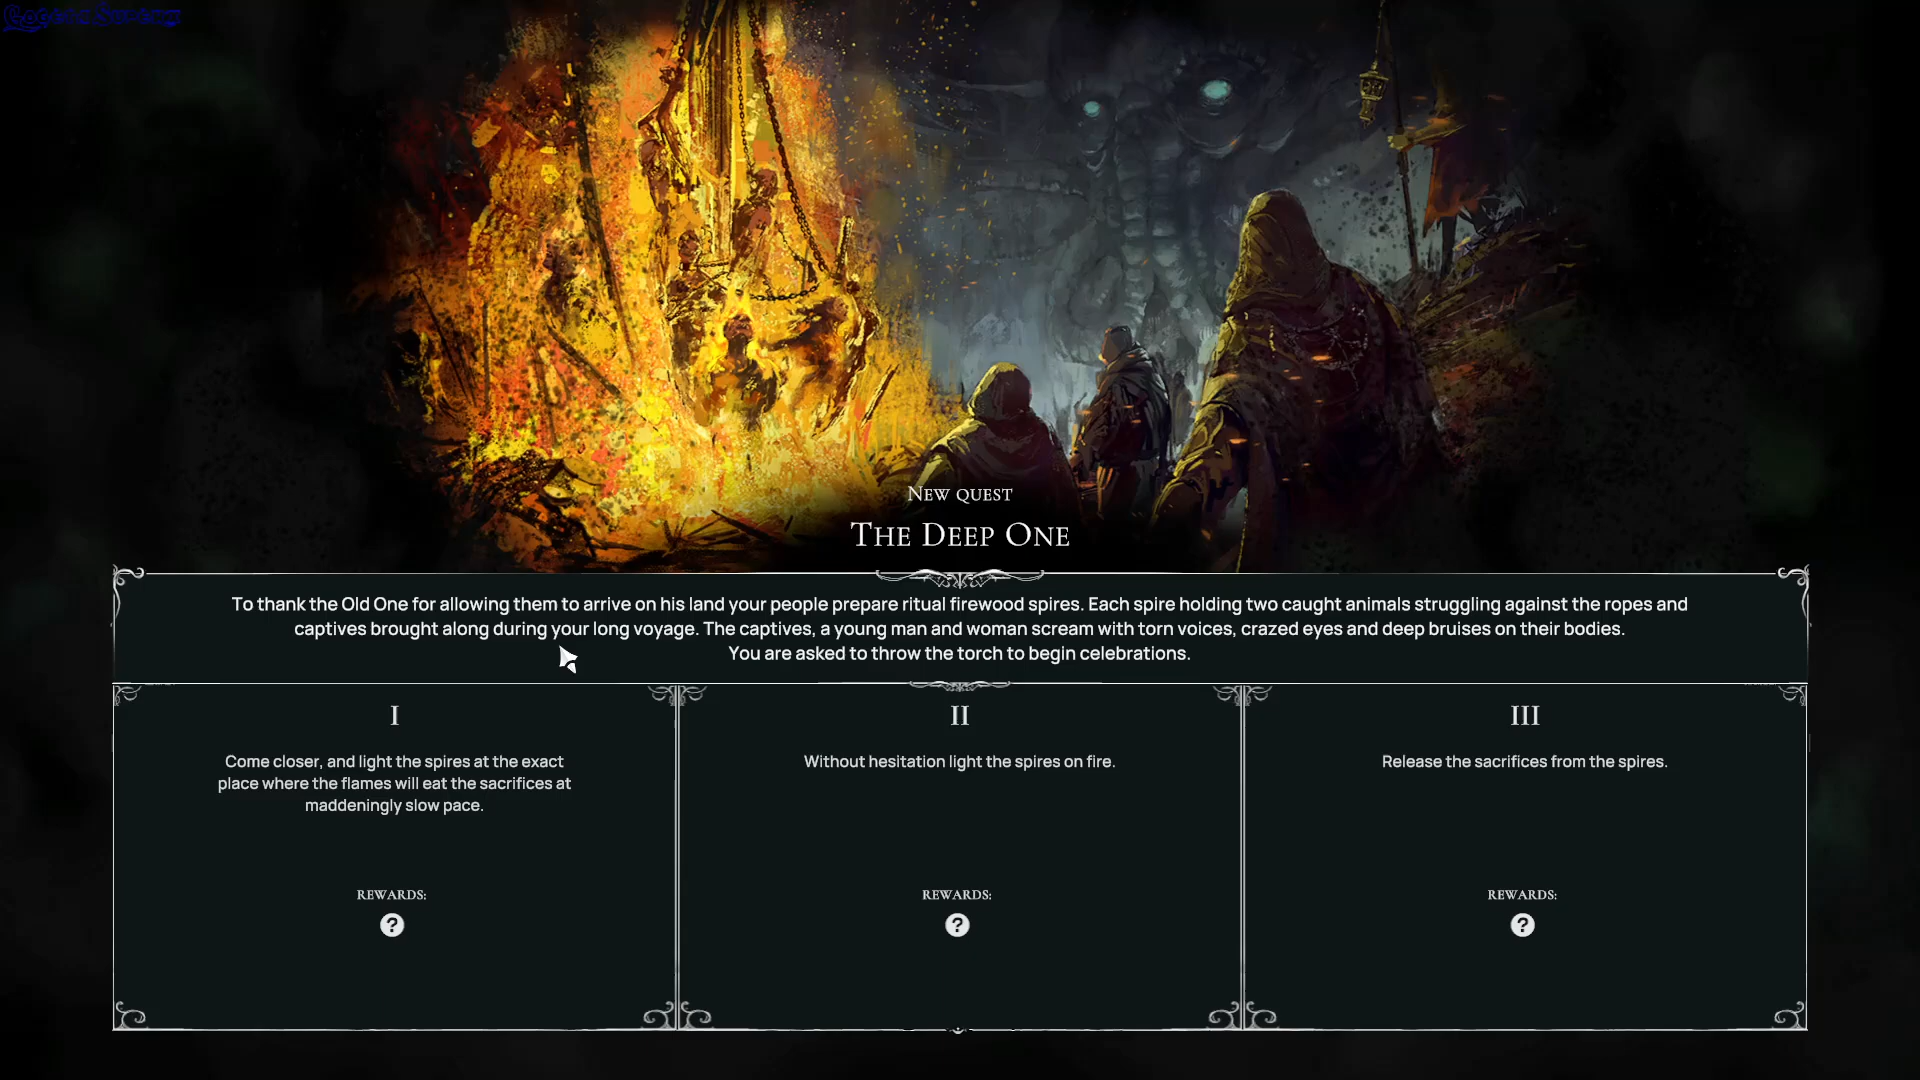 New quest
The Deep One
To thank the Old One for allowing them to arrive on his land your people prepare ritual firewood spires. Each spire holding two caught animals struggling against the ropes and
captives brought along during your long voyage. The captives, a young man and woman scream with torn voices, crazed eyes and deep bruises on their bodies.
You are asked to throw the torch to begin celebrations.
I
Come closer, and light the spires at the exact
place where the flames will eat the sacrifices at
maddeningly slow pace.
REWARDS:
?
II
Without hesitation light the spires on fire.
REWARDS:
?
III
Release the sacrifices from the spires.
REWARDS:
?